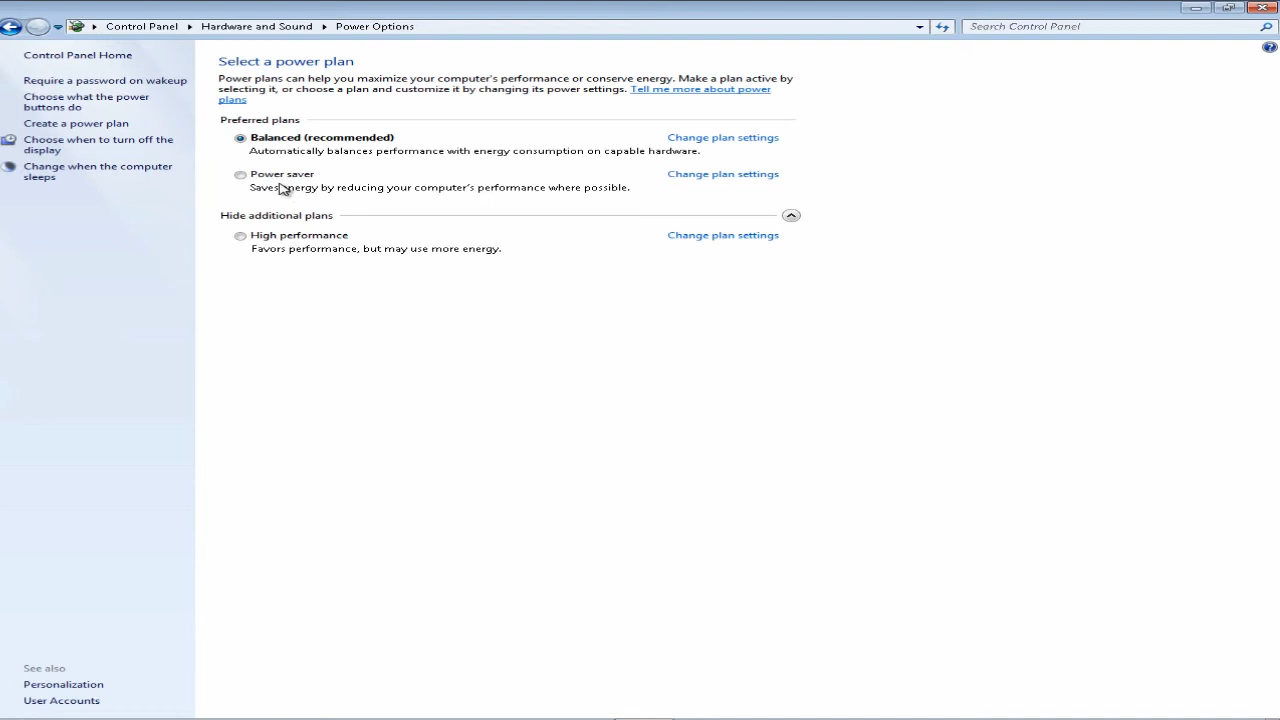 Control Panel Hardware and Sound Power Options
Search Control Panel
Control Panel Home
Require a password on wakeup
Choose what the power
buttons do
Create a power plan
Choose when to turn off the
display
Change when the computer
sleeps
Select a power plan
Power plans can help you maximize your computer's performance or conserve energy. Make a plan active by
selecting it, or choose a plan and customize it by changing its power settings. Tell me more about power
plans
Preferred plans
Balanced (recommended) Change plan settings
Automatically balances performance with energy consumption on capable hardware.
Power saver Change plan settings
Saves energy by reducing your computer's performance where possible.
Hide additional plans
High performance Change plan settings
Favors performance, but may use more energy.
See also
Personalization
User Accounts